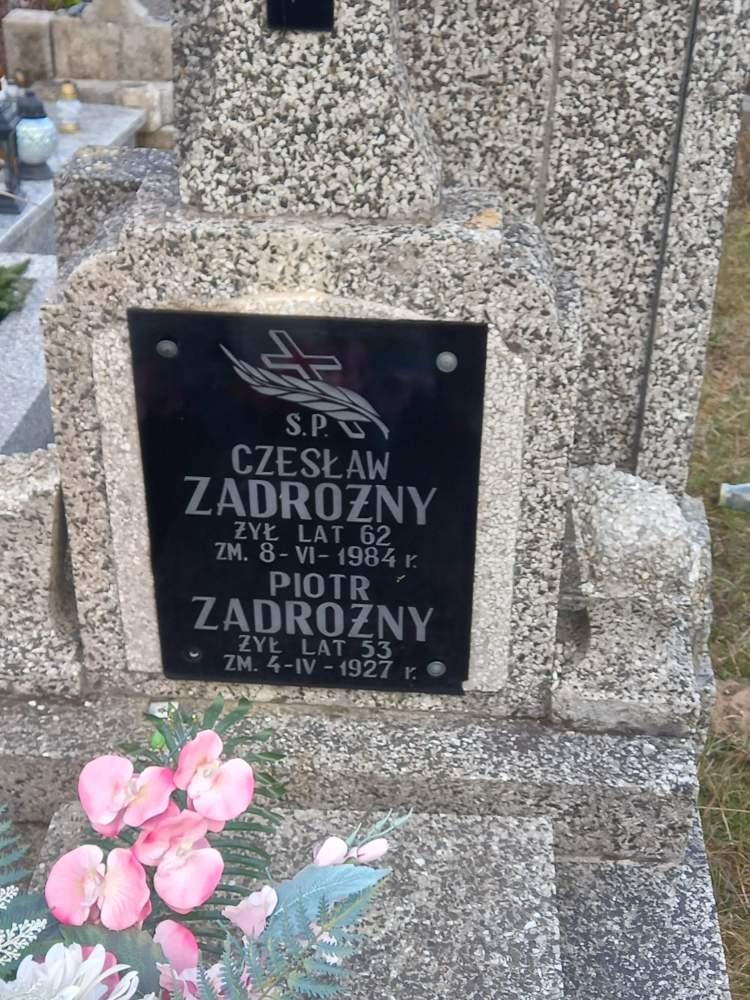 Ś.P.
CZESŁAW
ZADROŻNY
ŻYŁ LAT 62
ZM. 8-VI-1984 r.
PIOTR
ZADROŻNY
ŻYŁ LAT 53
ZM. 4-IV-1927 r.